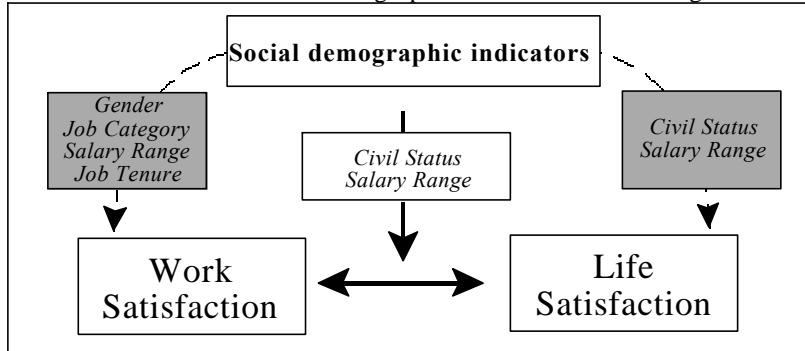 Social demographic indicators
Gender
Job Category
Salary Range
Job Tenure
Civil Status
Salary Range
Civil Status
Salary Range
Work
Satisfaction
Life
Satisfaction